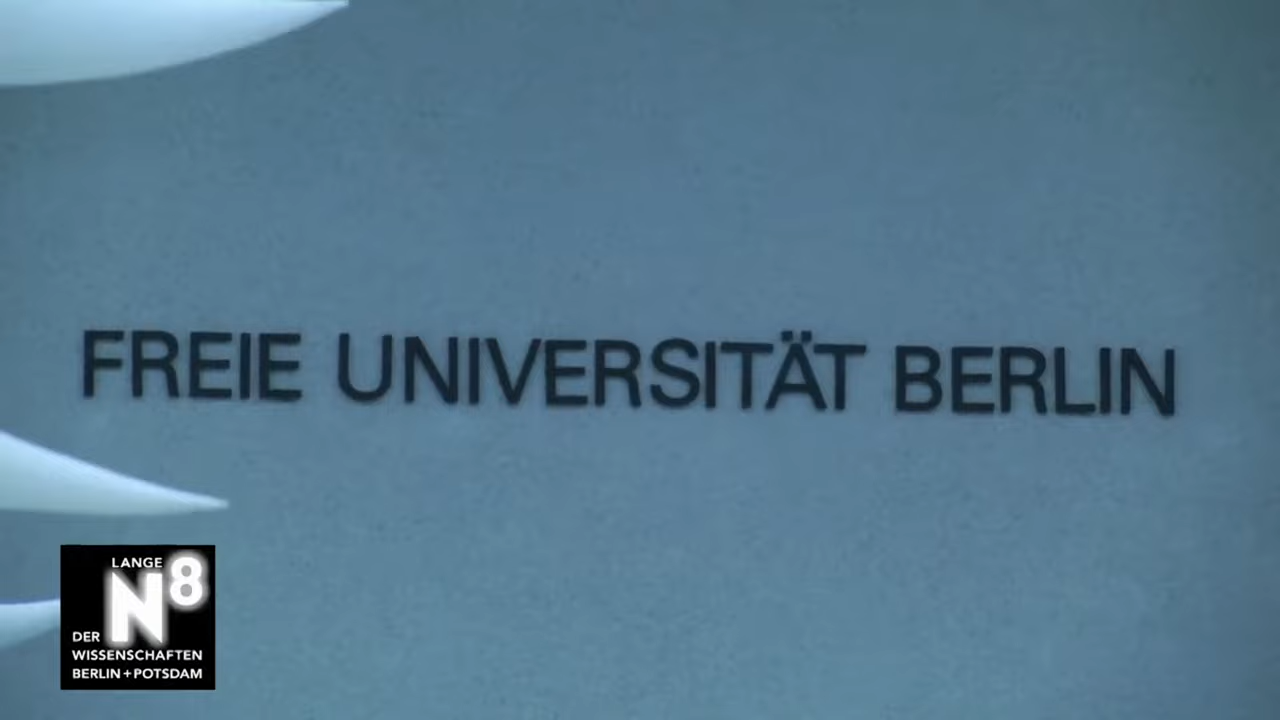 FREIE UNIVERSITÄT BERLIN
LANGE
N8
DER
WISSENSCHAFTEN
BERLIN + POTSDAM